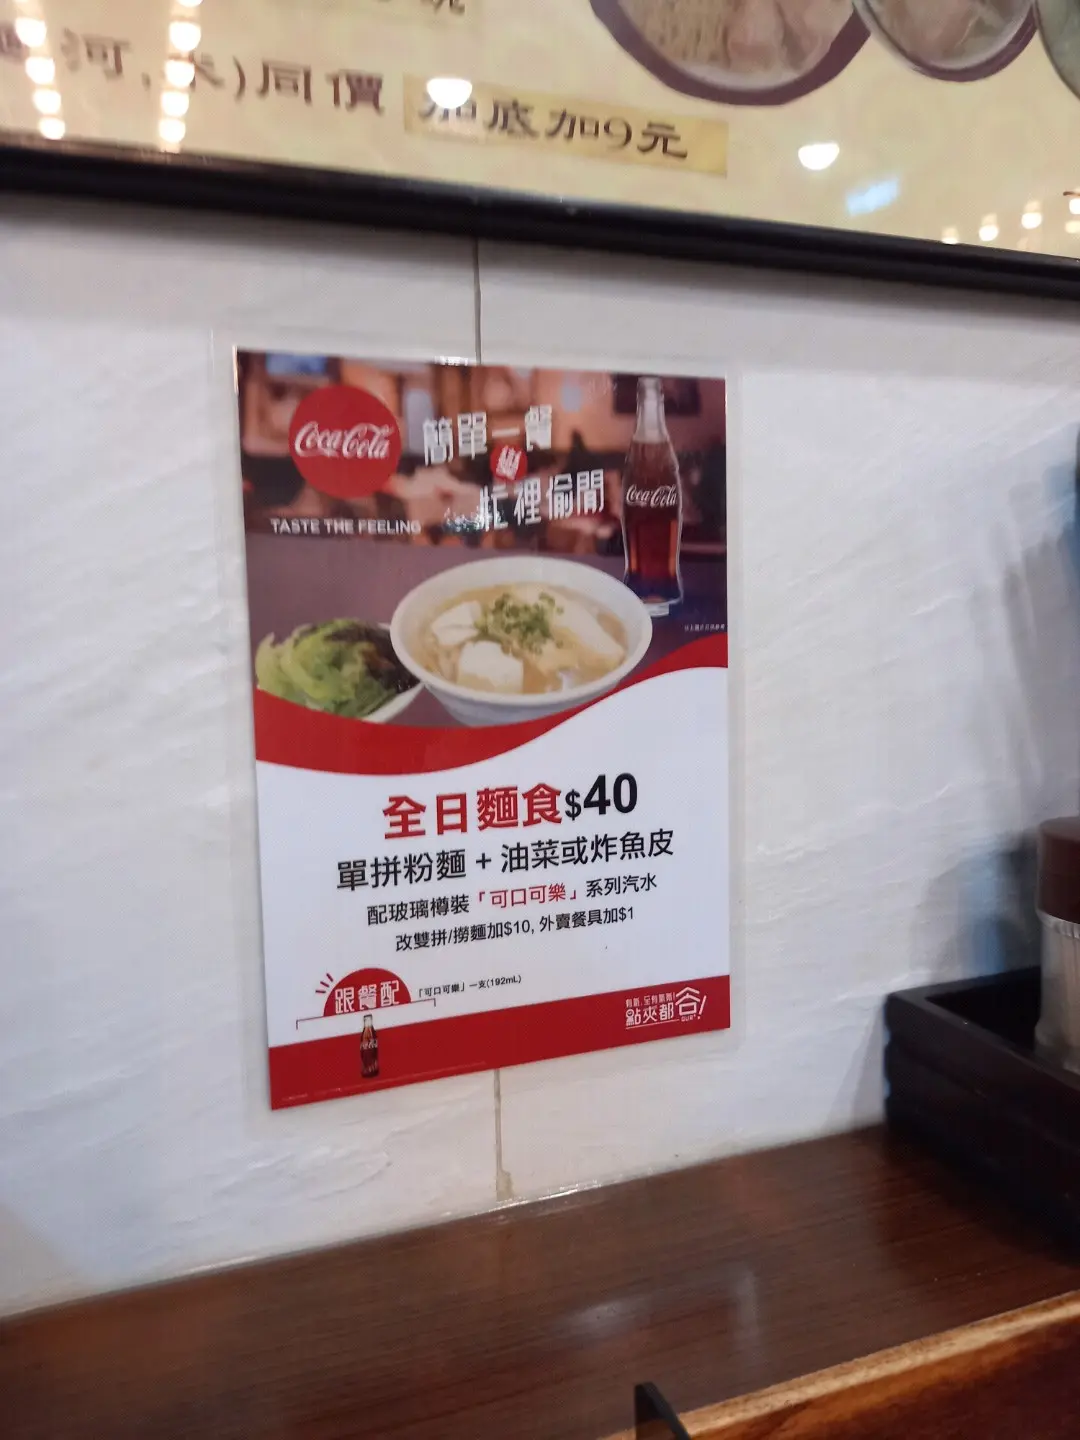 河,米)同價
加底加9元
Coca-Cola
簡單一餐
忙裡偷閒
TASTE THE FEELING
Coca-Cola
全日麵食$40
單拼粉麵 + 油菜或炸魚皮
配玻璃樽裝「可口可樂」系列汽水
改雙拼/撈麵加$10, 外賣餐具加$1
跟餐配
「可口可樂」一支(192mL)
點夾都